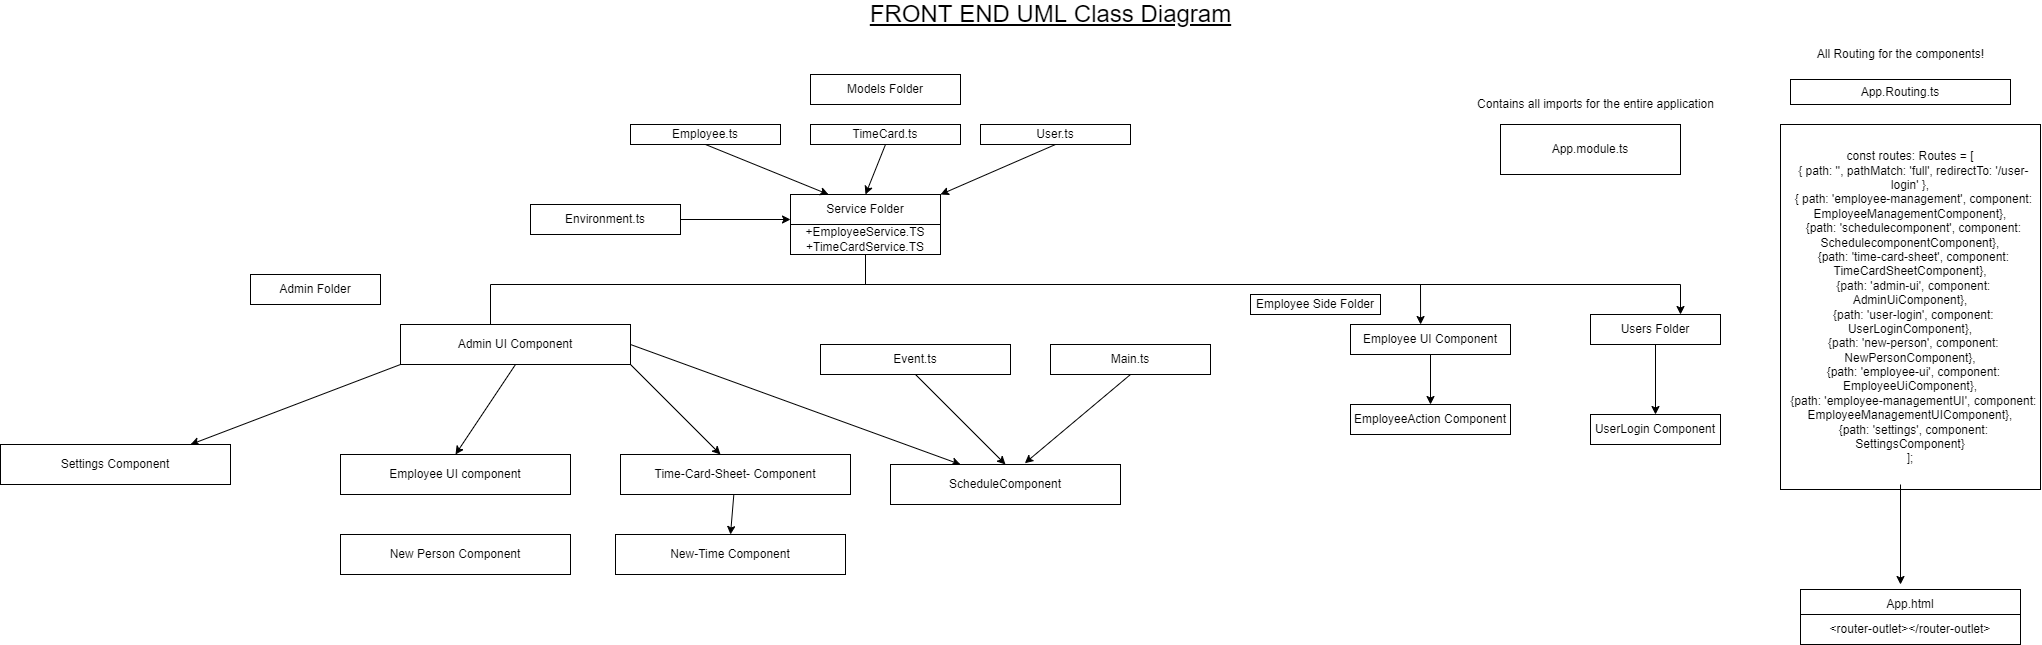 FRONT END UML Class Diagram
All Routing for the components!
Models Folder
App.Routing.ts
Contains all imports for the entire application
Employee.ts
TimeCard.ts
User.ts
App.module.ts
const routes: Routes = [
{ path: '', pathMatch: 'full', redirectTo: '/user-
login' },
{ path: 'employee-management', component:
EmployeeManagementComponent},
{path: 'schedulecomponent', component:
SchedulecomponentComponent},
{path: 'time-card-sheet', component:
TimeCardSheetComponent},
{path: 'admin-ui', component:
AdminUiComponent},
{path: 'user-login', component:
UserLoginComponent},
{path: 'new-person', component:
NewPersonComponent},
{path: 'employee-ui', component:
EmployeeUiComponent},
{path: 'employee-managementUI', component:
EmployeeManagementUIComponent},
{path: 'settings', component:
SettingsComponent}
];
Environment.ts
Service Folder
+EmployeeService.TS
+TimeCardService.TS
Admin Folder
Employee Side Folder
Admin UI Component
Event.ts
Main.ts
Employee UI Component
Users Folder
EmployeeAction Component
UserLogin Component
Settings Component
Employee UI component
Time-Card-Sheet- Component
ScheduleComponent
New Person Component
New-Time Component
App.html
<router-outlet></router-outlet>